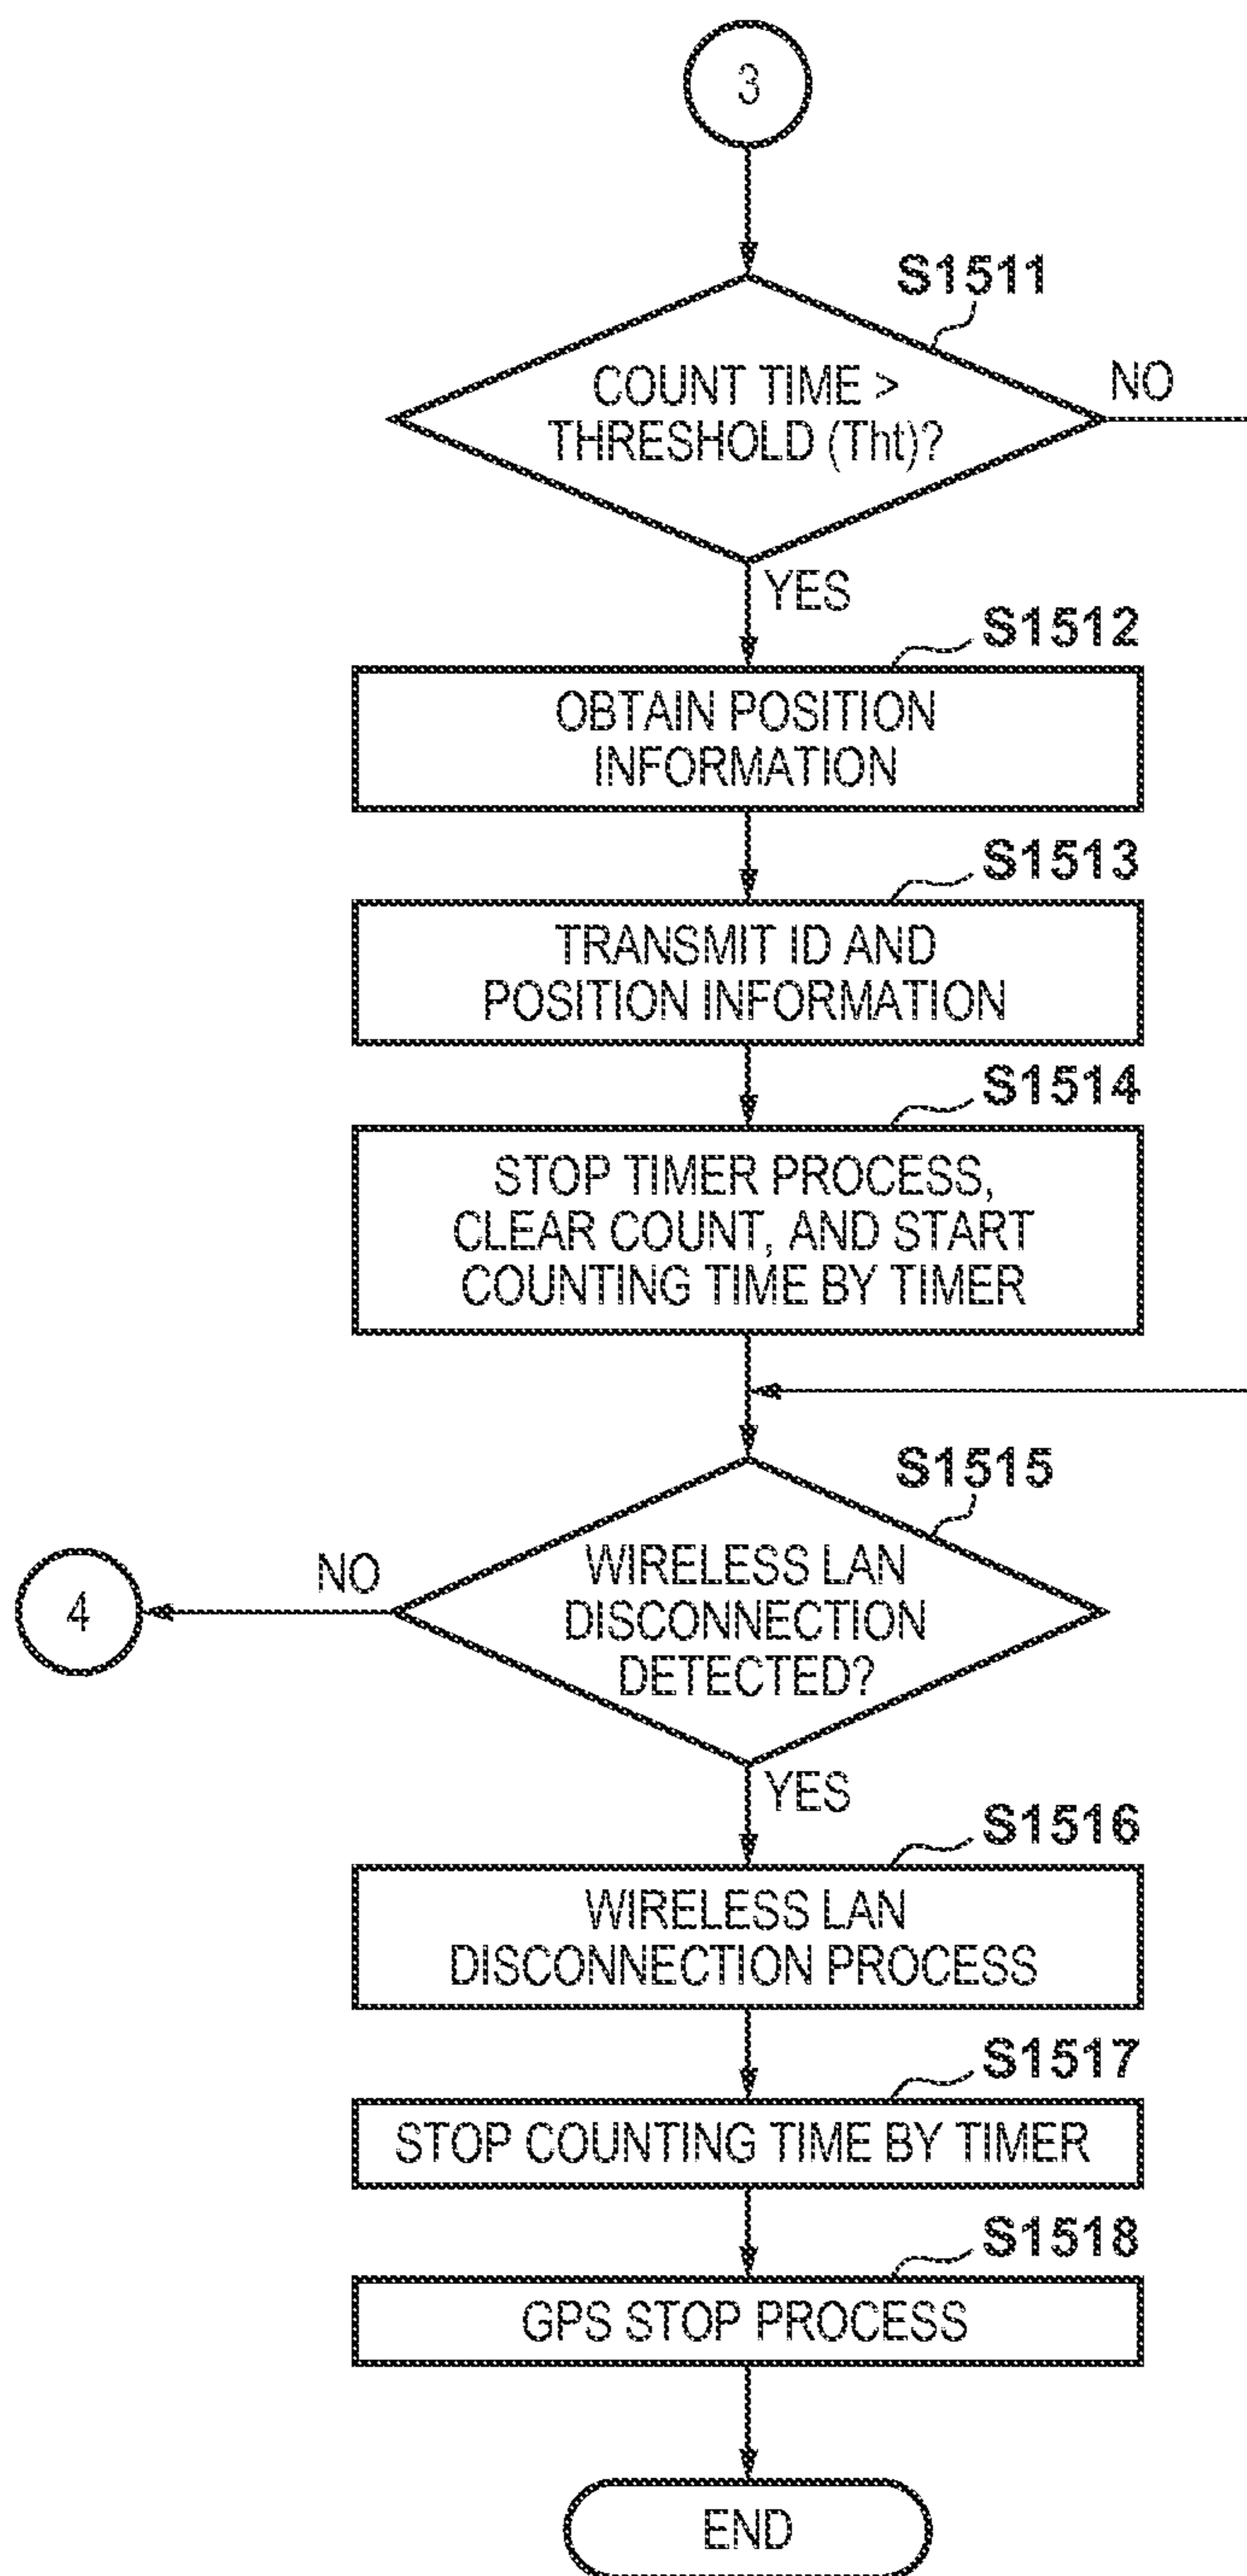 3
S1511
COUNT TIME >
THRESHOLD (Tht)?
NO
YES
S1512
OBTAIN POSITION
INFORMATION
S1513
TRANSMIT ID AND
POSITION INFORMATION
S1514
STOP TIMER PROCESS,
CLEAR COUNT, AND START
COUNTING TIME BY TIMER
S1515
WIRELESS LAN
DISCONNECTION
DETECTED?
NO
4
YES
S1516
WIRELESS LAN
DISCONNECTION PROCESS
S1517
STOP COUNTING TIME BY TIMER
S1518
GPS STOP PROCESS
END